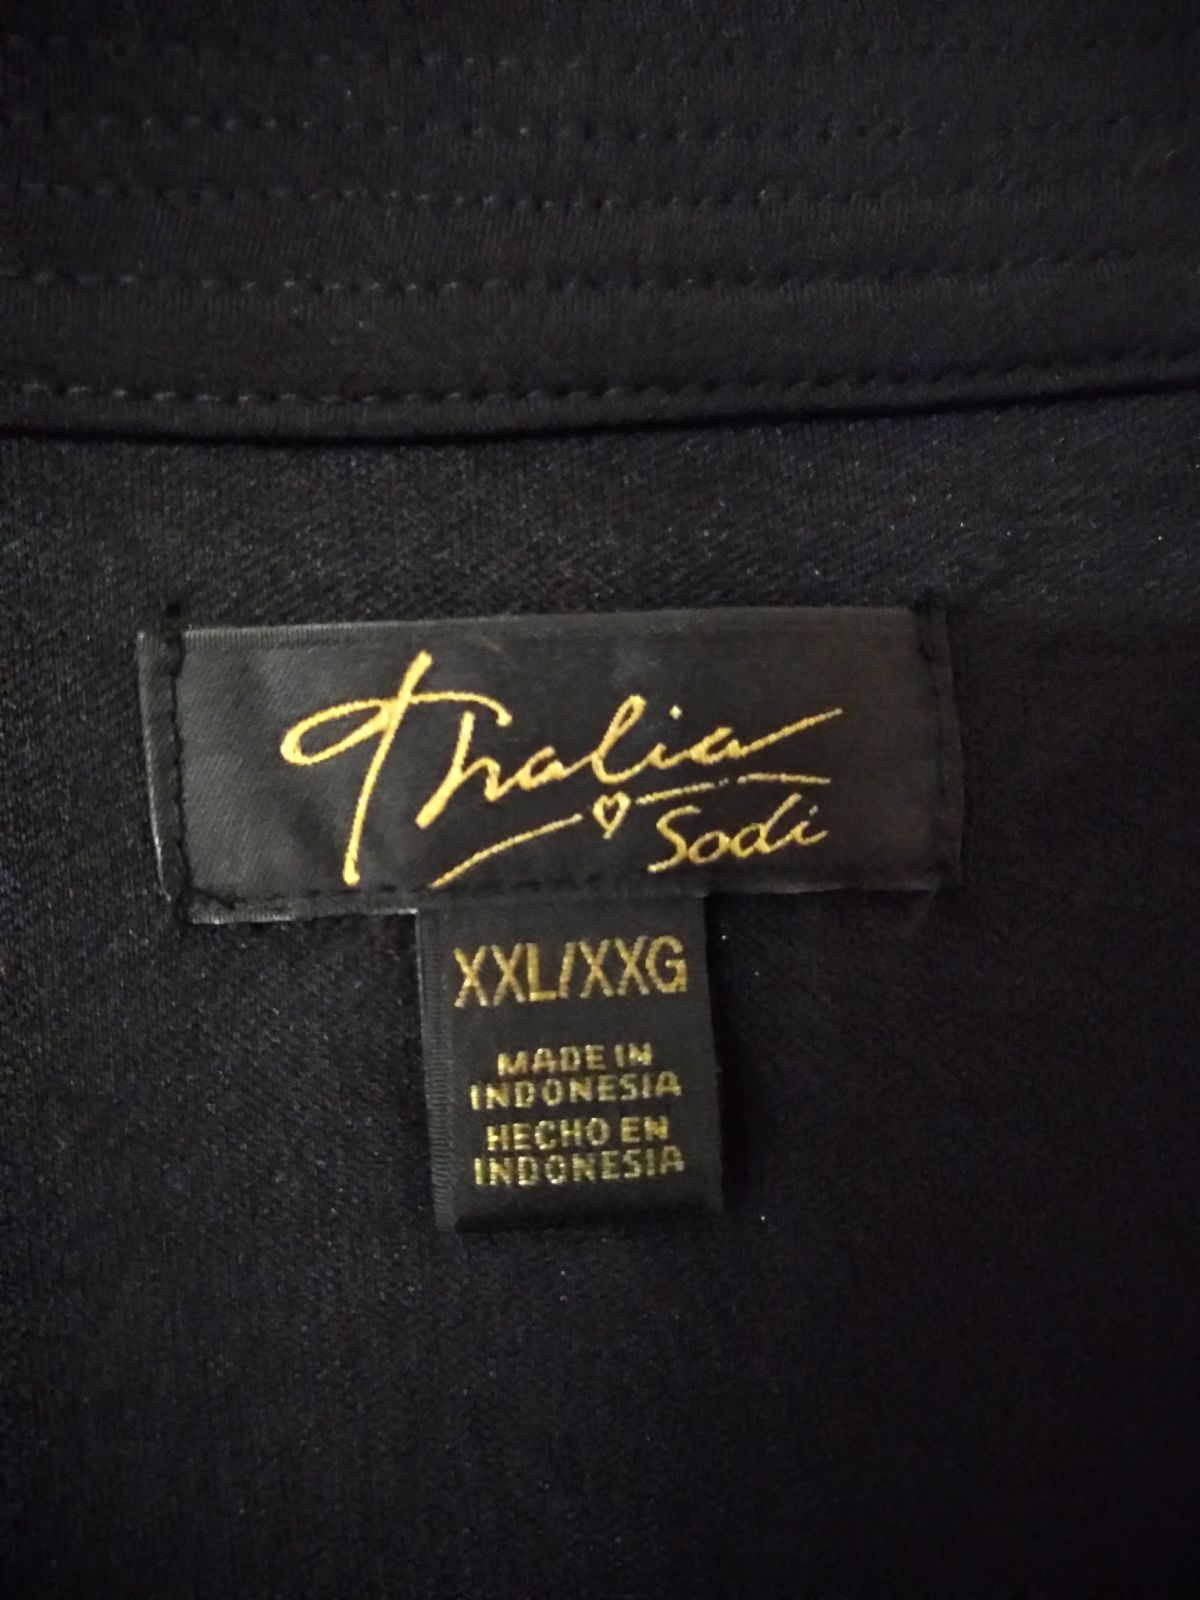 Thalia
Sodi
XXL/XXG
MADE IN
INDONESIA
HECHO EN
INDONESIA